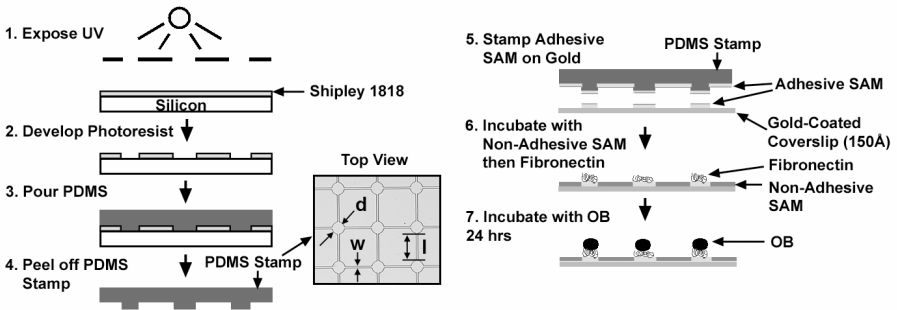 1. Expose UV
Shipley 1818
Silicon
2. Develop Photoresist
3. Pour PDMS
4. Peel off PDMS
Stamp
PDMS Stamp
Top View
d
w
l
5. Stamp Adhesive
SAM on Gold
PDMS Stamp
Adhesive SAM
Gold-Coated
Coverslip (150Å)
6. Incubate with
Non-Adhesive SAM
then Fibronectin
Fibronectin
Non-Adhesive
SAM
7. Incubate with OB
24 hrs
OB